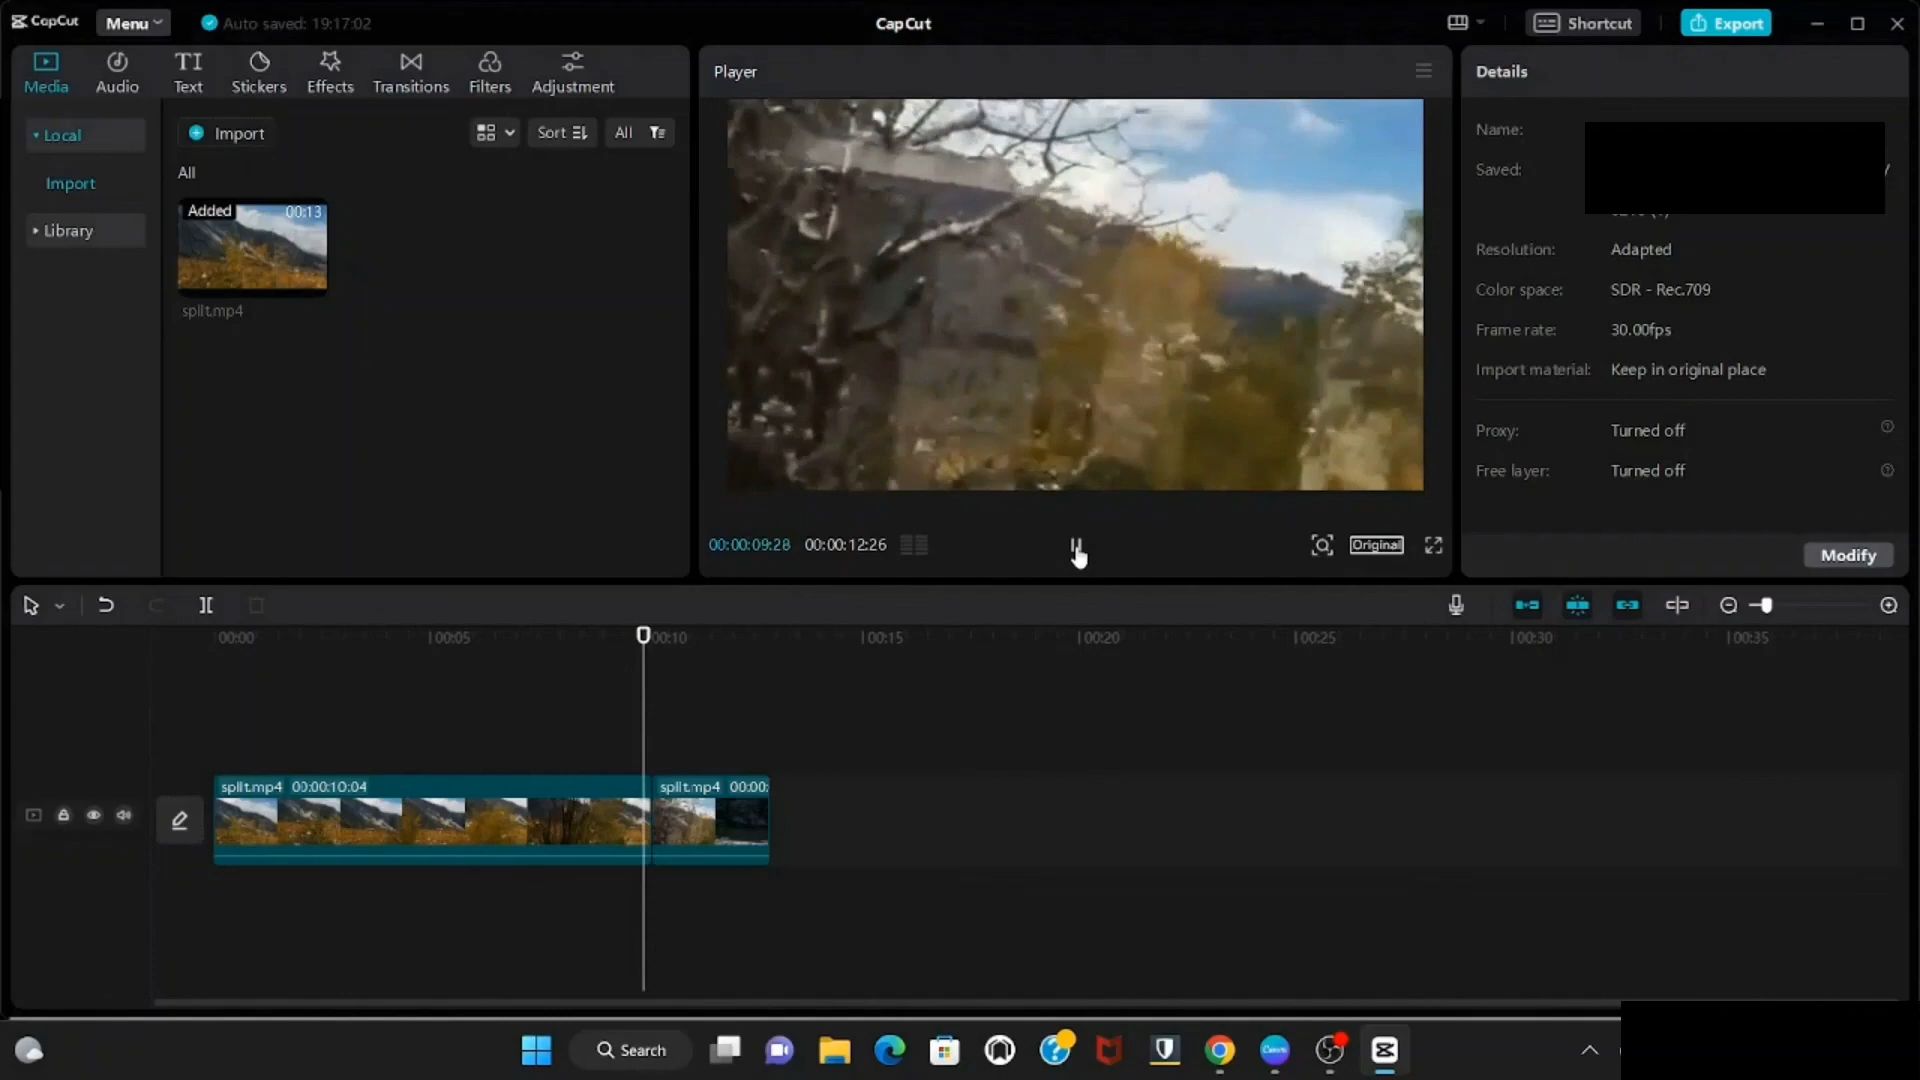 CapCut
Menu
Auto saved: 19:17:02
CapCut
Shortcut
Export
Media
Audio
Text
Stickers
Effects
Transitions
Filters
Adjustment
Local
Import
Library
Import
Sort
All
All
Added
00:13
split.mp4
Player
00:00:09:28
00:00:12:26
Original
Details
Name:
Saved:
Resolution:
Adapted
Color space:
SDR - Rec.709
Frame rate:
30.00fps
Import material:
Keep in original place
Proxy:
Turned off
Free layer:
Turned off
Modify
00:00
00:05
00:10
00:15
00:20
00:25
00:30
00:35
split.mp4 00:00:10:04
split.mp4 00:00:
Search